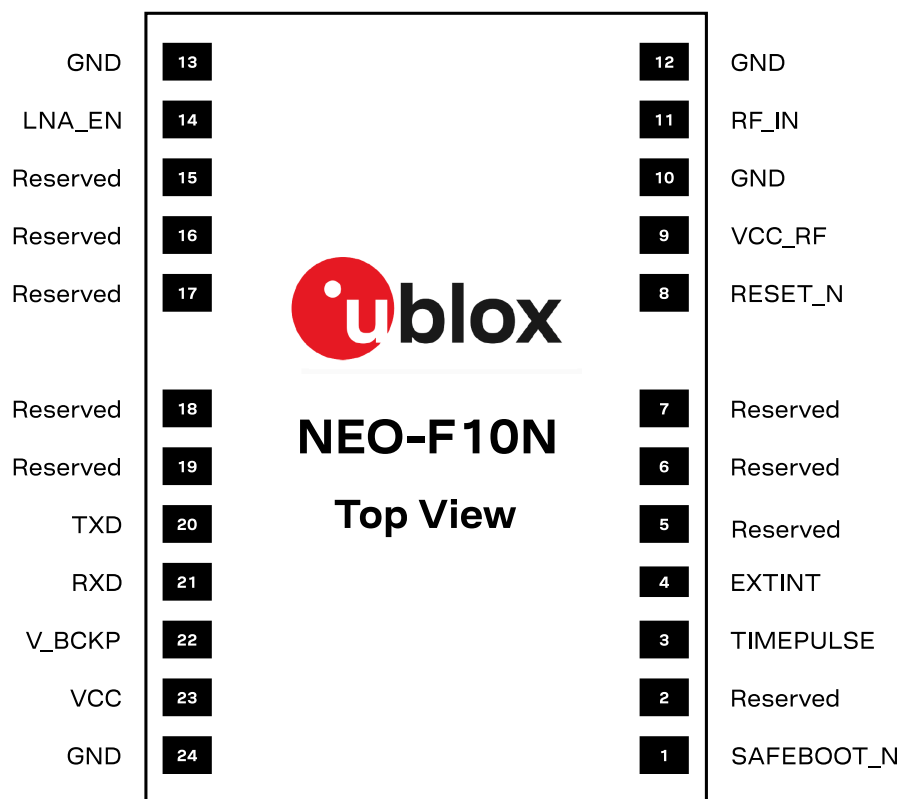 GND 13 12 GND
LNA_EN 14 11 RF_IN
Reserved 15 10 GND
Reserved 16 9 VCC_RF
Reserved 17 8 RESET_N
ublox
Reserved 18 7 Reserved
NEO-F10N
Reserved 19 6 Reserved
Top View
TXD 20 5 Reserved
RXD 21 4 EXTINT
V_BCKP 22 3 TIMEPULSE
VCC 23 2 Reserved
GND 24 1 SAFEBOOT_N